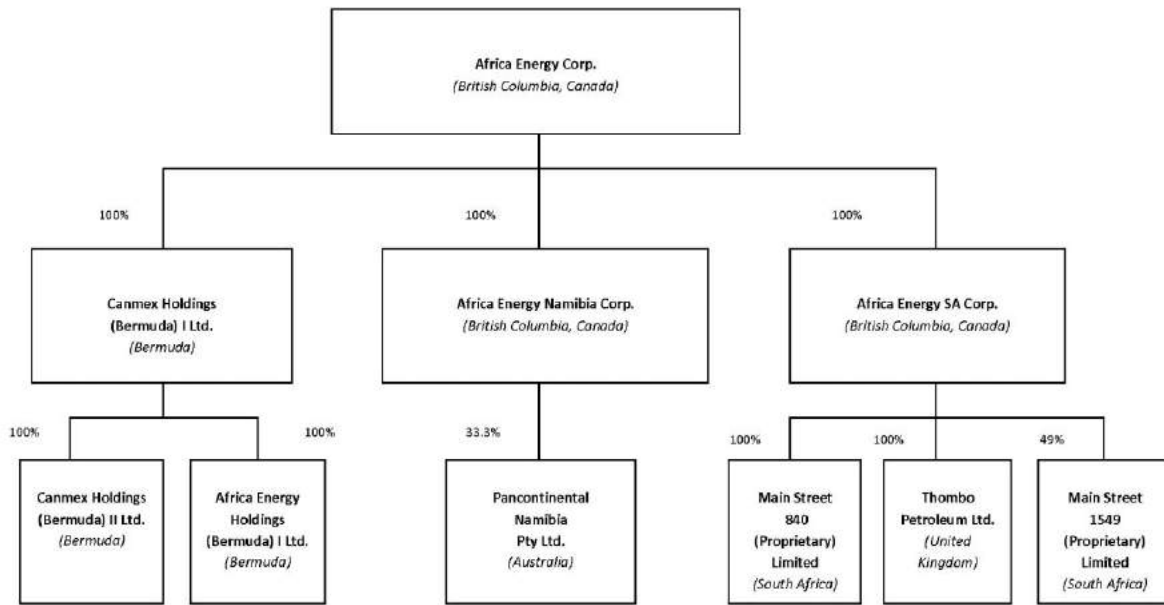 Africa Energy Corp.
(British Columbia, Canada)
100%
100%
100%
Canmex Holdings
(Bermuda) I Ltd.
(Bermuda)
Africa Energy Namibia Corp.
(British Columbia, Canada)
Africa Energy SA Corp.
(British Columbia, Canada)
100%
100%
33.3%
100%
100%
49%
Canmex Holdings
(Bermuda) II Ltd.
(Bermuda)
Africa Energy
Holdings
(Bermuda) I Ltd.
(Bermuda)
Pancontinental
Namibia
Pty Ltd.
(Australia)
Main Street
840
(Proprietary)
Limited
(South Africa)
Thombo
Petroleum Ltd.
(United
Kingdom)
Main Street
1549
(Proprietary)
Limited
(South Africa)